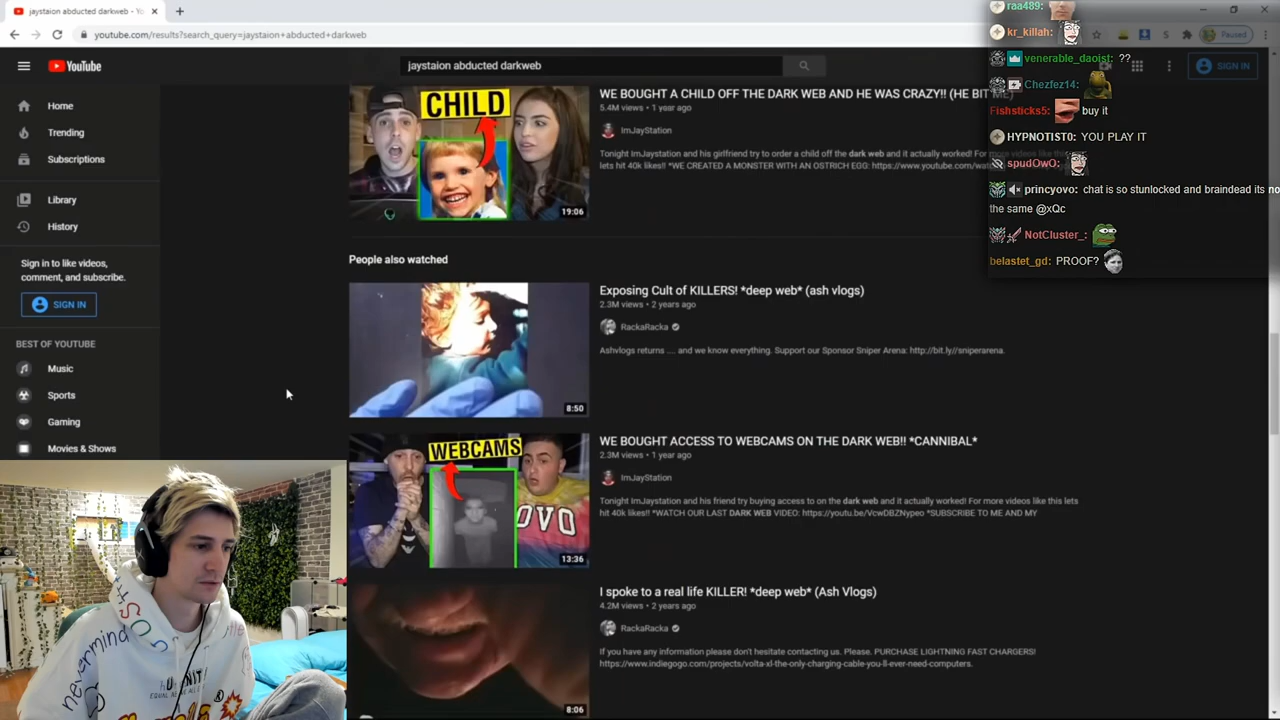 jaystaion abducted darkweb - Yo
youtube.com/results?search_query=jaystaion+abducted+darkweb
Paused
YouTube
jaystaion abducted darkweb
SIGN IN
Home
Trending
Subscriptions
Library
History
Sign in to like videos,
comment, and subscribe.
SIGN IN
BEST OF YOUTUBE
Music
Sports
Gaming
Movies & Shows
CHILD
19:06
WE BOUGHT A CHILD OFF THE DARK WEB AND HE WAS CRAZY!! (HE BIT ME)
5.4M views • 1 year ago
ImJayStation
Tonight ImJaystation and his girlfriend try to order a child off the dark web and it actually worked! For more videos like this
lets hit 40k likes!! *WE CREATED A MONSTER WITH AN OSTRICH EGG: https://www.youtube.com/wat
People also watched
8:50
Exposing Cult of KILLERS! *deep web* (ash vlogs)
2.3M views • 2 years ago
RackaRacka
Ashvlogs returns .... and we know everything. Support our Sponsor Sniper Arena: http://bit.ly//sniperarena.
WEBCAMS
OVO
13:36
WE BOUGHT ACCESS TO WEBCAMS ON THE DARK WEB!! *CANNIBAL*
2.3M views • 1 year ago
ImJayStation
Tonight ImJaystation and his friend try buying access to on the dark web and it actually worked! For more videos like this lets
hit 40k likes!! *WATCH OUR LAST DARK WEB VIDEO: https://youtu.be/VcwDBZNypeo *SUBSCRIBE TO ME AND MY
8:06
I spoke to a real life KILLER! *deep web* (Ash Vlogs)
4.2M views • 2 years ago
RackaRacka
If you have any information please don't hesitate contacting us. Please. PURCHASE LIGHTNING FAST CHARGERS!
https://www.indiegogo.com/projects/volta-xl-the-only-charging-cable-you-ll-ever-need-computers.
raa489:
kr_killah:
venerable_daoist: ??
Chezfez14:
Fishsticks5: buy it
HYPNOTIST0: YOU PLAY IT
spudOwO:
princyovo: chat is so stunlocked and braindead its no
the same @xQc
NotCluster_:
belastet_gd: PROOF?
nevermind